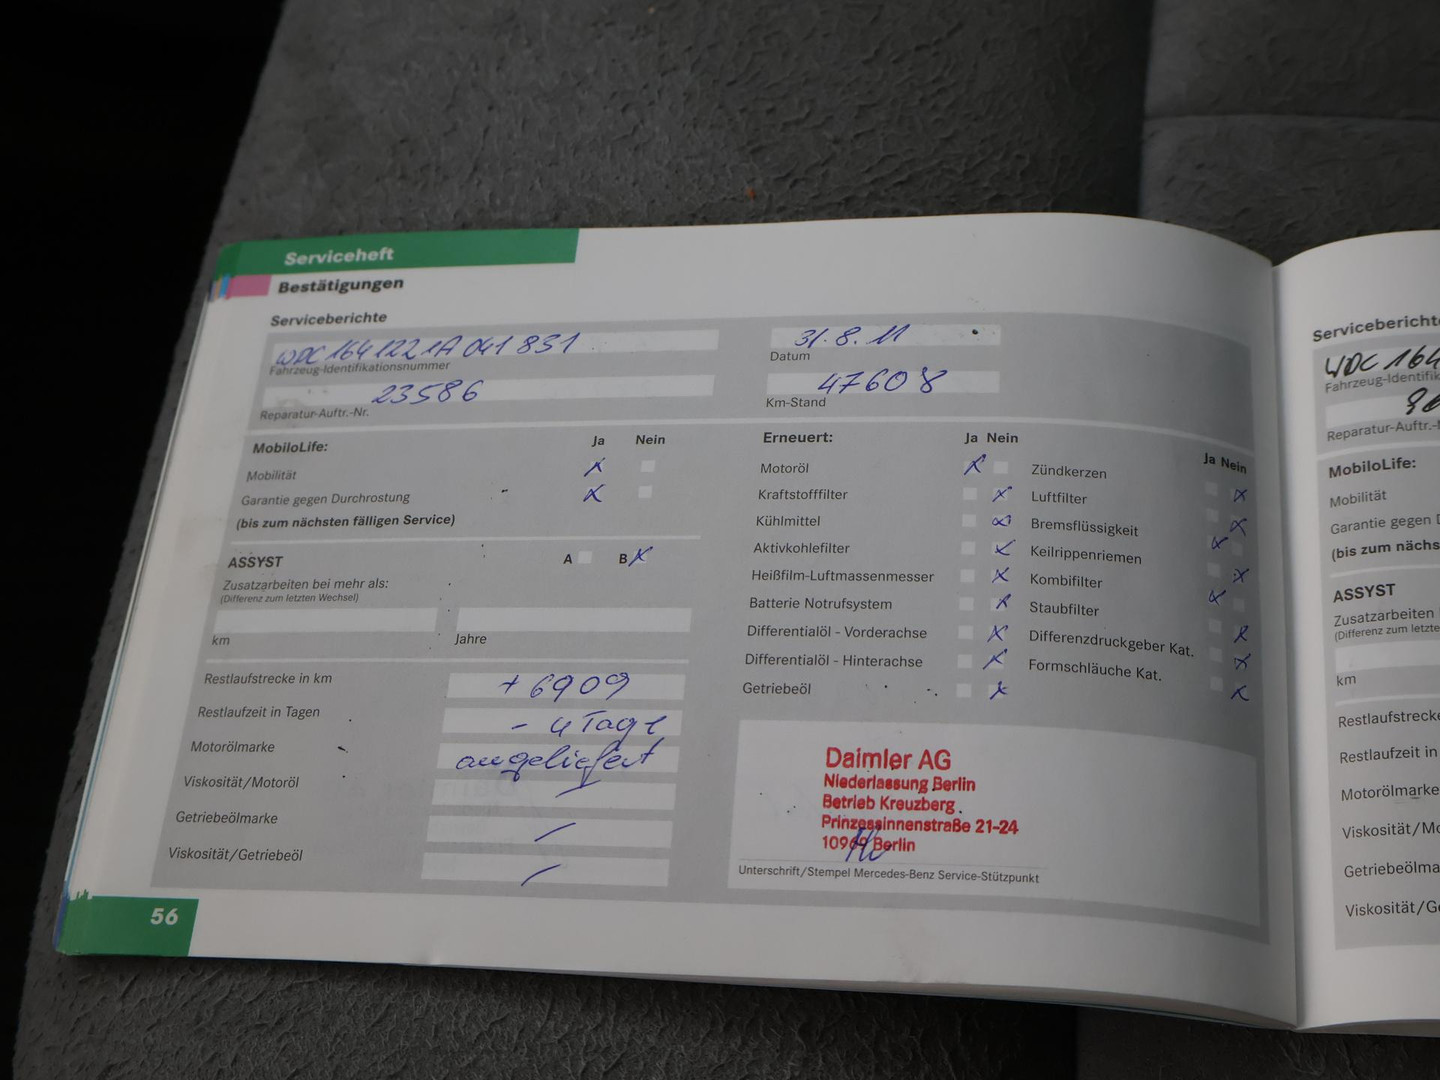 Serviceheft
Bestätigungen
Serviceberichte
WDC 164 122 1A 041 851
Fahrzeug-Identifikationsnummer
23586
Reparatur-Auftr.-Nr.
31.8.11
Datum
47608
Km-Stand
MobiloLife: Ja Nein
Mobilität x
Garantie gegen Durchrostung x
(bis zum nächsten fälligen Service)
ASSYST A B x
Zusatzarbeiten bei mehr als:
(Differenz zum letzten Wechsel)
km Jahre
Restlaufstrecke in km + 6909
Restlaufzeit in Tagen - 4 Tage
Motorölmarke angeliefert
Viskosität/Motoröl
Getriebeölmarke —
Viskosität/Getriebeöl —
Erneuert: Ja Nein
Motoröl x
Kraftstofffilter x
Kühlmittel x
Aktivkohlefilter x
Heißfilm-Luftmassenmesser x
Batterie Notrufsystem x
Differentialöl - Vorderachse x
Differentialöl - Hinterachse x
Getriebeöl x
Ja Nein
Zündkerzen x
Luftfilter x
Bremsflüssigkeit x
Keilrippenriemen x
Kombifilter x
Staubfilter x
Differenzdruckgeber Kat. x
Formschläuche Kat. x
Daimler AG
Niederlassung Berlin
Betrieb Kreuzberg
Prinzessinnenstraße 21-24
10969 Berlin
Unterschrift/Stempel Mercedes-Benz Service-Stützpunkt
56
Serviceberichte
WDC 164
Fahrzeug-Identifik
Reparatur-Auftr.-
MobiloLife:
Mobilität
Garantie gegen D
(bis zum nächs
ASSYST
Zusatzarbeiten
(Differenz zum letzte
km
Restlaufstrecke
Restlaufzeit in
Motorölmarke
Viskosität/Mo
Getriebeölma
Viskosität/G